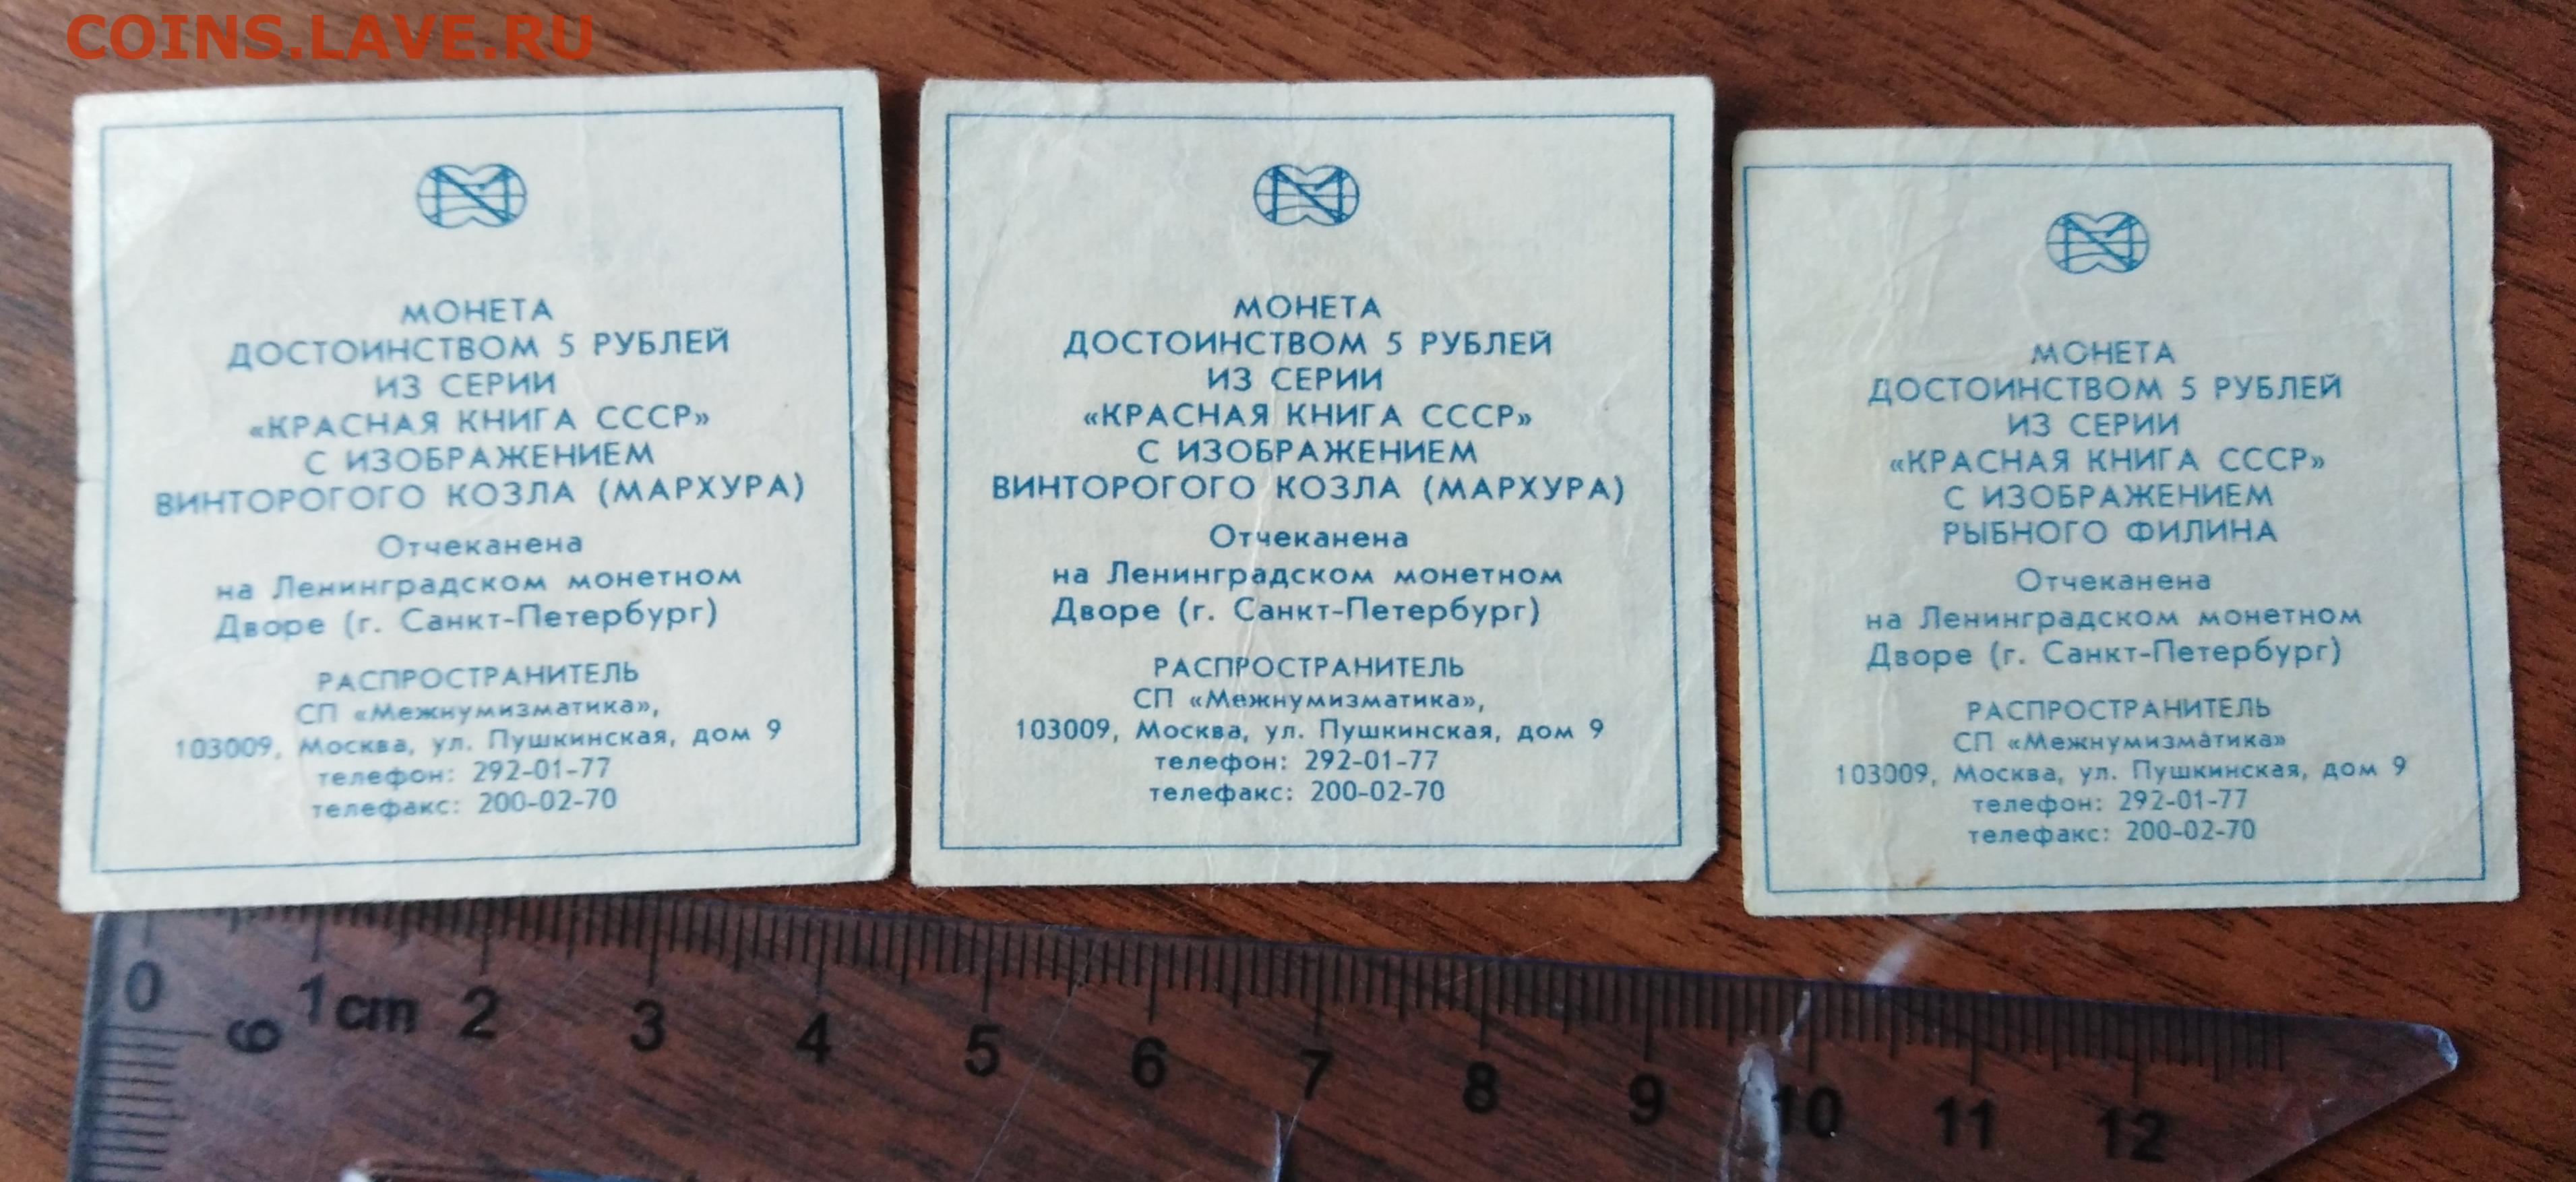 COINS.LAVE.RU
МОНЕТА
ДОСТОИНСТВОМ 5 РУБЛЕЙ
ИЗ СЕРИИ
«КРАСНАЯ КНИГА СССР»
С ИЗОБРАЖЕНИЕМ
ВИНТОРОГОГО КОЗЛА (МАРХУРА)
Отчеканена
на Ленинградском монетном
Дворе (г. Санкт-Петербург)
РАСПРОСТРАНИТЕЛЬ
СП «Межнумизматика»,
103009, Москва, ул. Пушкинская, дом 9
телефон: 292-01-77
телефакс: 200-02-70
МОНЕТА
ДОСТОИНСТВОМ 5 РУБЛЕЙ
ИЗ СЕРИИ
«КРАСНАЯ КНИГА СССР»
С ИЗОБРАЖЕНИЕМ
ВИНТОРОГОГО КОЗЛА (МАРХУРА)
Отчеканена
на Ленинградском монетном
Дворе (г. Санкт-Петербург)
РАСПРОСТРАНИТЕЛЬ
СП «Межнумизматика»,
103009, Москва, ул. Пушкинская, дом 9
телефон: 292-01-77
телефакс: 200-02-70
МОНЕТА
ДОСТОИНСТВОМ 5 РУБЛЕЙ
ИЗ СЕРИИ
«КРАСНАЯ КНИГА СССР»
С ИЗОБРАЖЕНИЕМ
РЫБНОГО ФИЛИНА
Отчеканена
на Ленинградском монетном
Дворе (г. Санкт-Петербург)
РАСПРОСТРАНИТЕЛЬ
СП «Межнумизматика»
103009, Москва, ул. Пушкинская, дом 9
телефон: 292-01-77
телефакс: 200-02-70
0 1cm 2 3 4 5 6 7 8 9 10 11 12
6